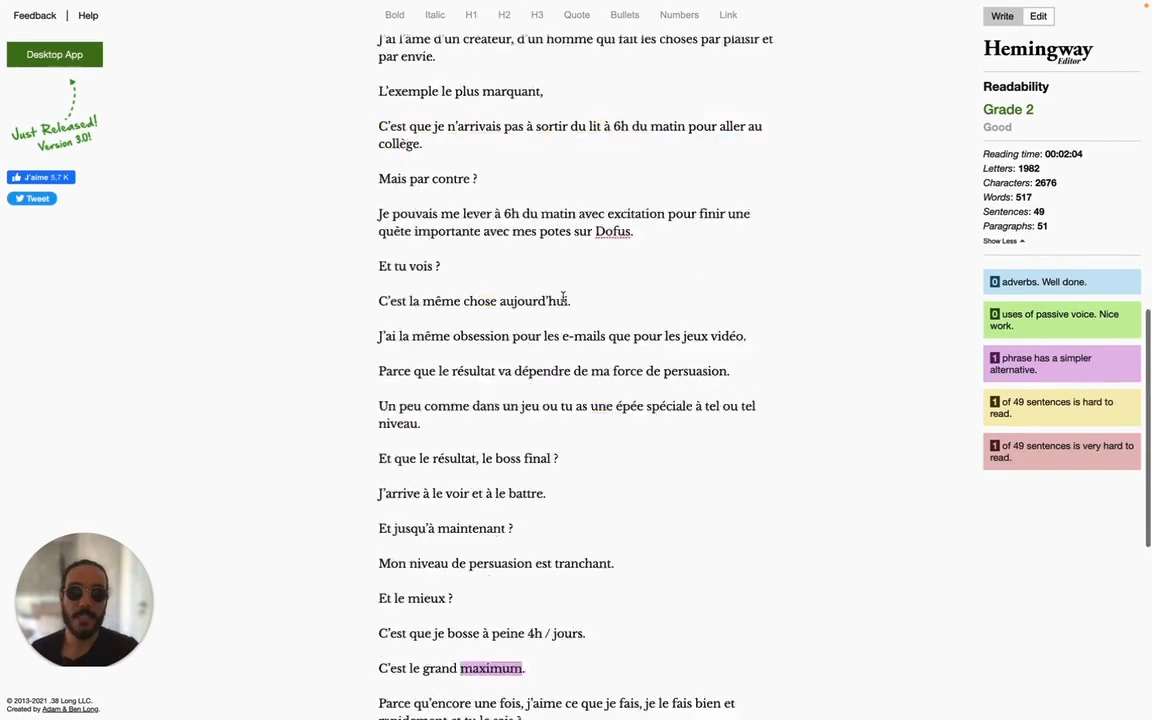 Feedback | Help
Bold Italic H1 H2 H3 Quote Bullets Numbers Link
Write Edit
Desktop App
Just Released!
Version 3.0!
J'aime 5,7 K
Tweet
J'ai l'âme d'un créateur, d'un homme qui fait les choses par plaisir et
par envie.
L'exemple le plus marquant,
C'est que je n'arrivais pas à sortir du lit à 6h du matin pour aller au
collège.
Mais par contre ?
Je pouvais me lever à 6h du matin avec excitation pour finir une
quête importante avec mes potes sur Dofus.
Et tu vois ?
C'est la même chose aujourd'hui.
J'ai la même obsession pour les e-mails que pour les jeux vidéo.
Parce que le résultat va dépendre de ma force de persuasion.
Un peu comme dans un jeu ou tu as une épée spéciale à tel ou tel
niveau.
Et que le résultat, le boss final ?
J'arrive à le voir et à le battre.
Et jusqu'à maintenant ?
Mon niveau de persuasion est tranchant.
Et le mieux ?
C'est que je bosse à peine 4h / jours.
C'est le grand maximum.
Parce qu'encore une fois, j'aime ce que je fais, je le fais bien et
rapidement et tu le sais ?
Hemingway
Editor
Readability
Grade 2
Good
Reading time: 00:02:04
Letters: 1982
Characters: 2676
Words: 517
Sentences: 49
Paragraphs: 51
Show Less
0 adverbs. Well done.
0 uses of passive voice. Nice
work.
1 phrase has a simpler
alternative.
1 of 49 sentences is hard to
read.
1 of 49 sentences is very hard to
read.
© 2013-2021 .38 Long LLC.
Created by Adam & Ben Long.